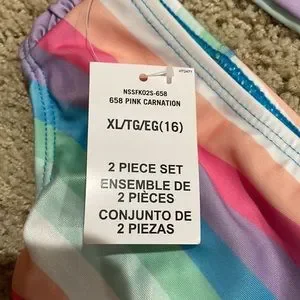 NSSFK02S-658
658 PINK CARNATION
XL/TG/EG(16)
2 PIECE SET
ENSEMBLE DE
2 PIÈCES
CONJUNTO DE
2 PIEZAS